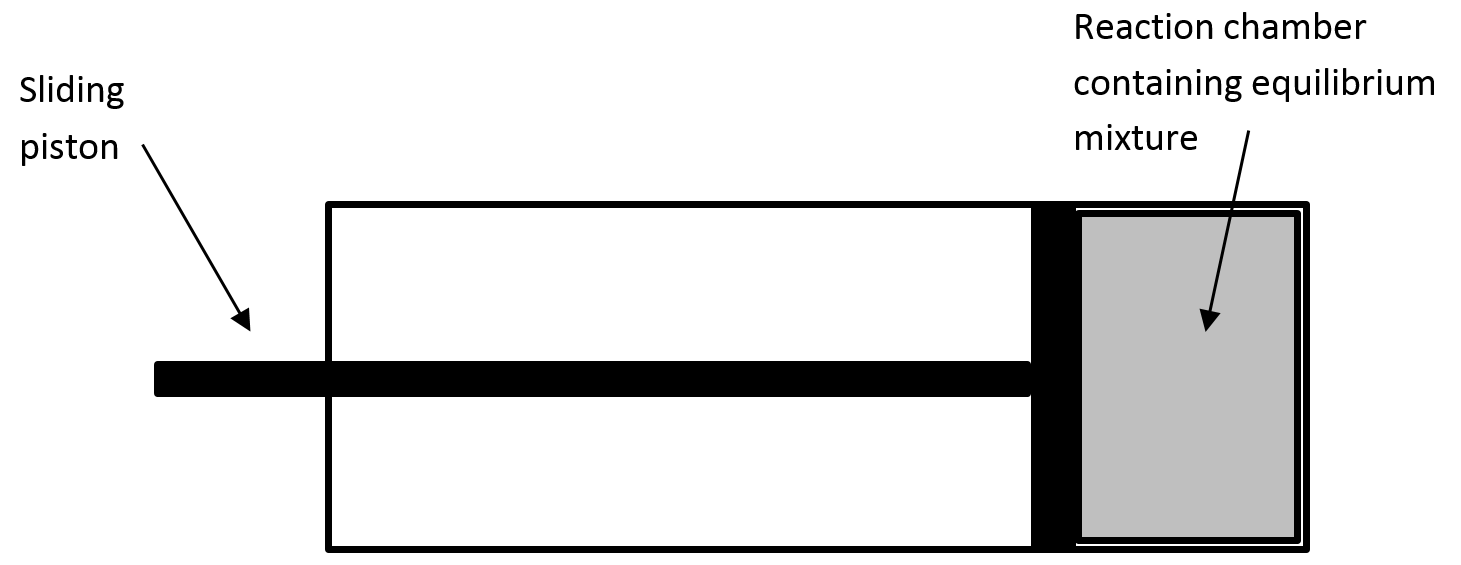 Sliding
piston
Reaction chamber
containing equilibrium
mixture